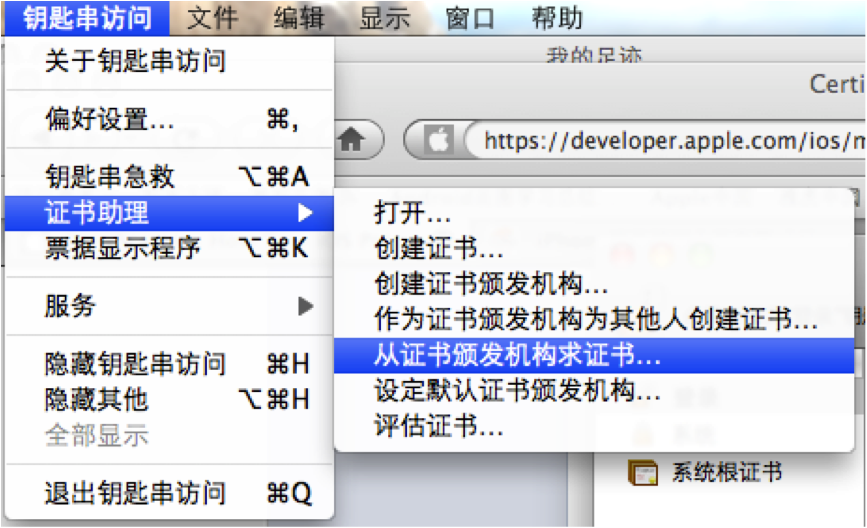 钥匙串访问 文件 编辑 显示 窗口 帮助
我的足迹
Certi
https://developer.apple.com/ios/m
关于钥匙串访问
偏好设置... ⌘,
钥匙串急救 ⌥⌘A
证书助理 ▶
票据显示程序 ⌥⌘K
服务 ▶
隐藏钥匙串访问 ⌘H
隐藏其他 ⌥⌘H
全部显示
退出钥匙串访问 ⌘Q
打开...
创建证书...
创建证书颁发机构...
作为证书颁发机构为其他人创建证书...
从证书颁发机构求证书...
设定默认证书颁发机构...
评估证书...
系统根证书